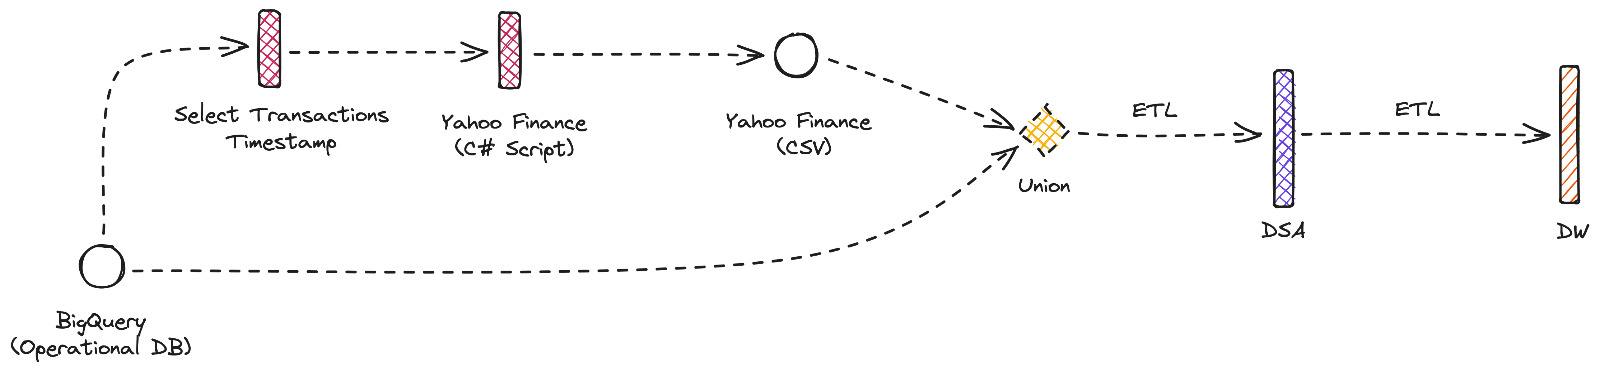 Select Transactions
Timestamp
Yahoo Finance
(C# Script)
Yahoo Finance
(CSV)
Union
ETL
DSA
ETL
DW
BigQuery
(Operational DB)